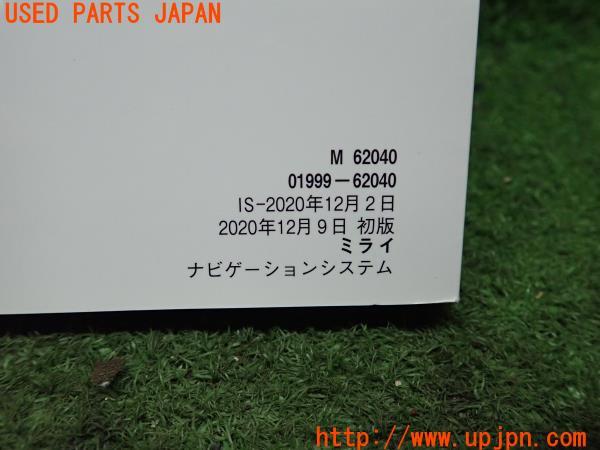 USED PARTS JAPAN
M 62040
01999-62040
IS-2020年12月2日
2020年12月9日 初版
ミライ
ナビゲーションシステム
http://www.upjpn.com